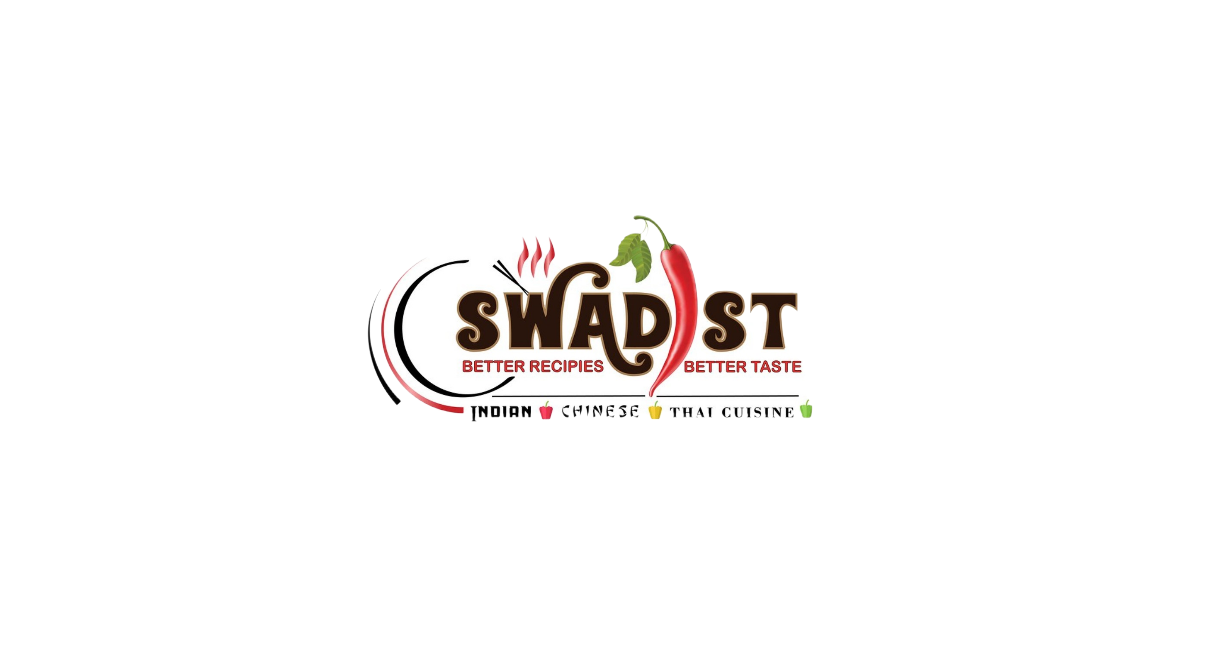 SWADIST
BETTER RECIPIES BETTER TASTE
INDIAN CHINESE THAI CUISINE